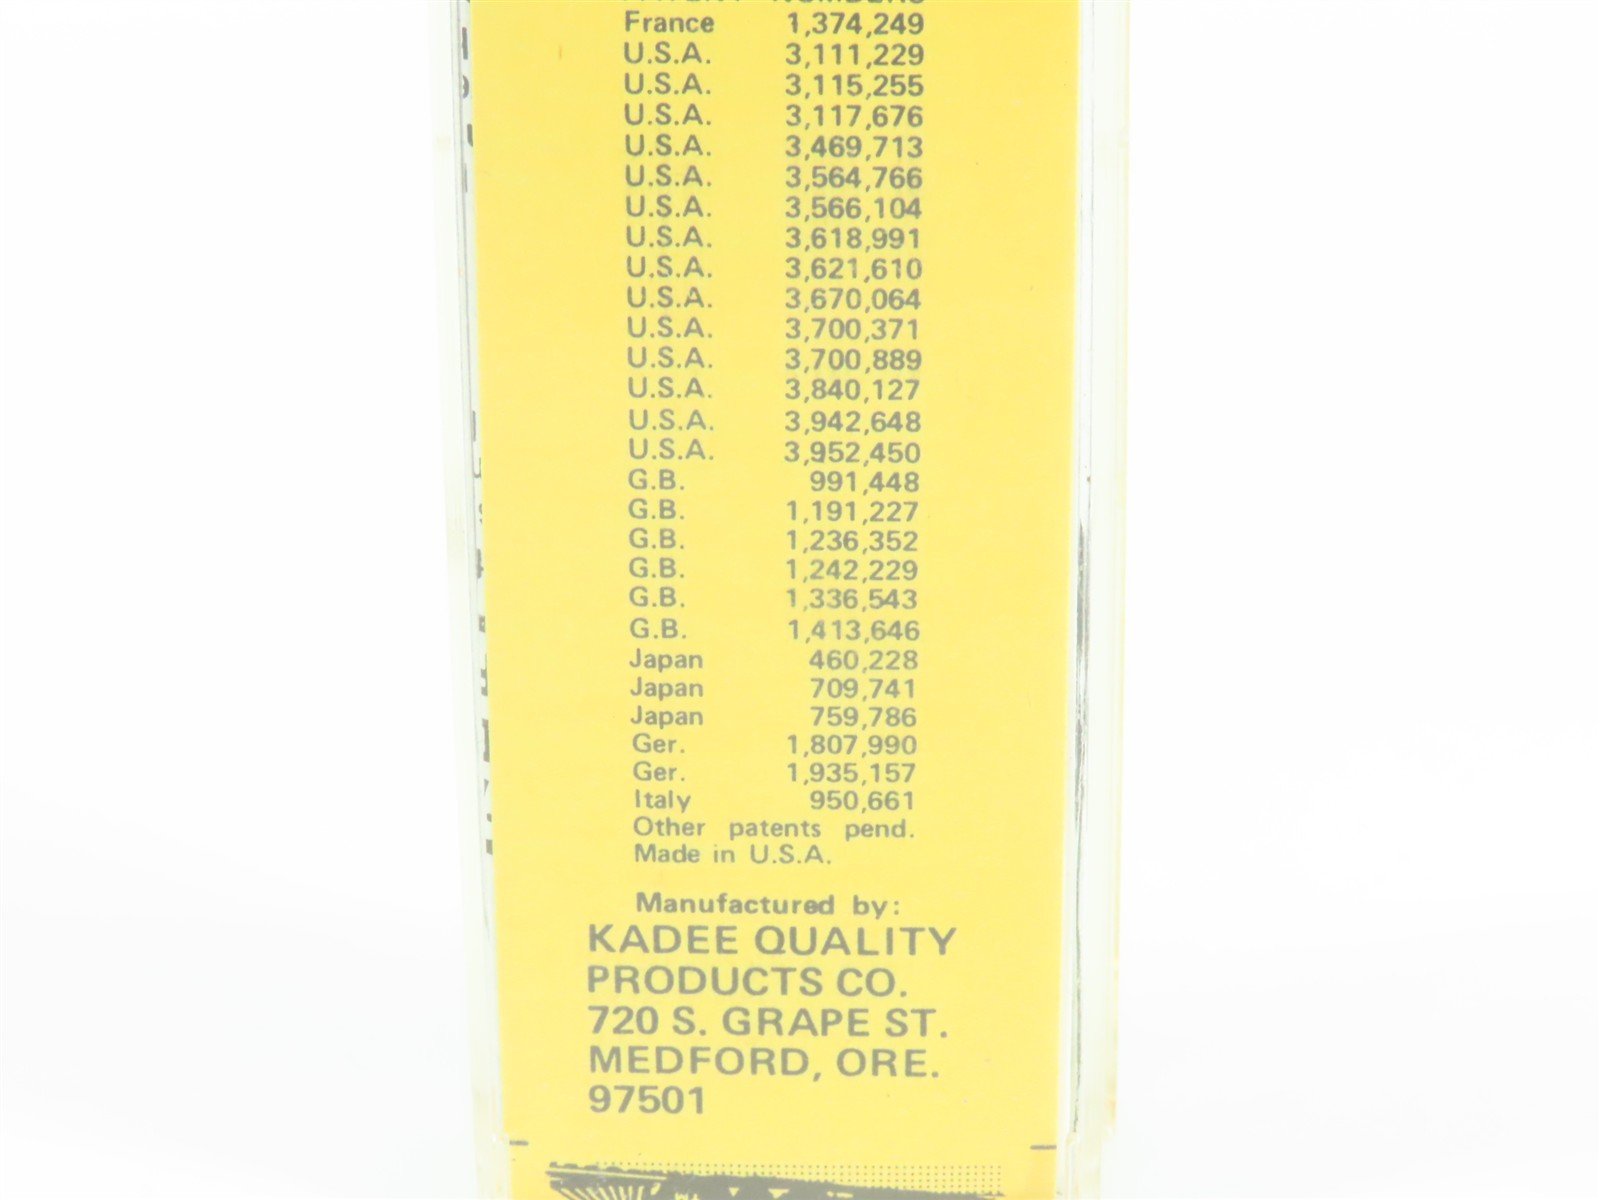 PATENT NUMBERS
France 1,374,249
U.S.A. 3,111,229
U.S.A. 3,115,255
U.S.A. 3,117,676
U.S.A. 3,469,713
U.S.A. 3,564,766
U.S.A. 3,566,104
U.S.A. 3,618,991
U.S.A. 3,621,610
U.S.A. 3,670,064
U.S.A. 3,700,371
U.S.A. 3,700,889
U.S.A. 3,840,127
U.S.A. 3,942,648
U.S.A. 3,952,450
G.B. 991,448
G.B. 1,191,227
G.B. 1,236,352
G.B. 1,242,229
G.B. 1,336,543
G.B. 1,413,646
Japan 460,228
Japan 709,741
Japan 759,786
Ger. 1,807,990
Ger. 1,935,157
Italy 950,661
Other patents pend.
Made in U.S.A.
Manufactured by:
KADEE QUALITY
PRODUCTS CO.
720 S. GRAPE ST.
MEDFORD, ORE.
97501